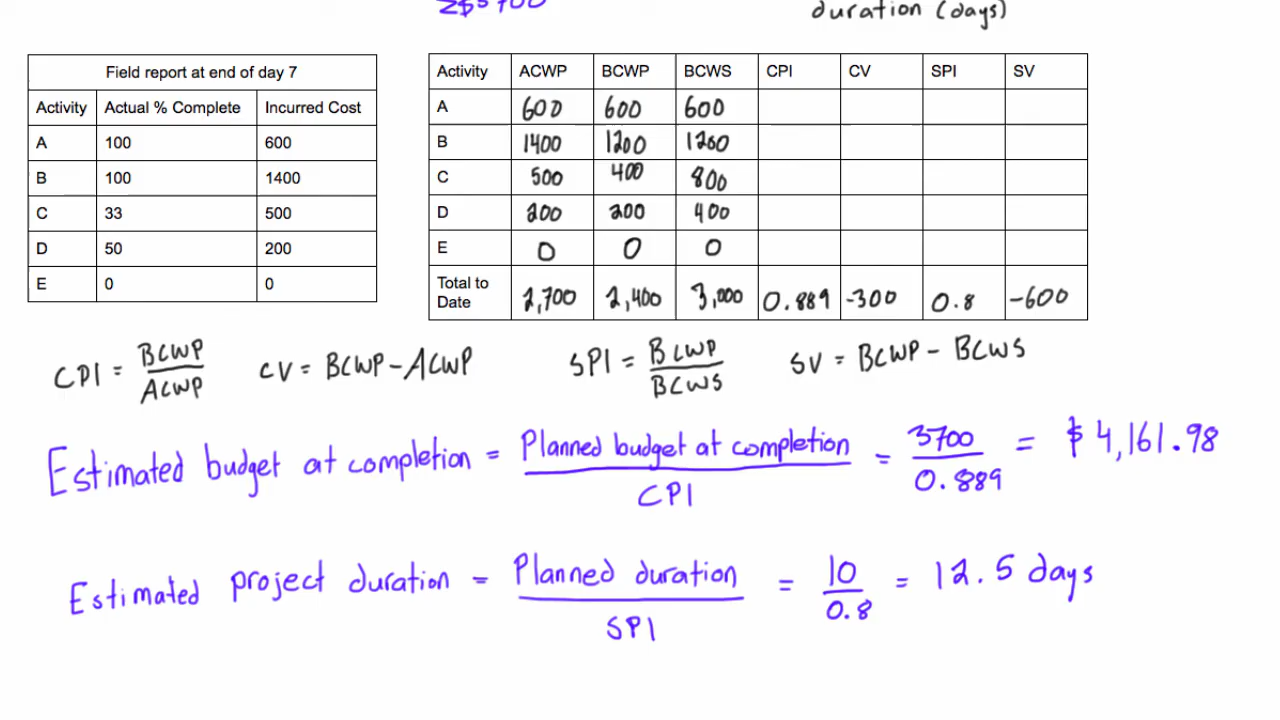 duration (days)
Field report at end of day 7
Activity Actual % Complete Incurred Cost
A 100 600
B 100 1400
C 33 500
D 50 200
E 0 0
Activity ACWP BCWP BCWS CPI CV SPI SV
A 600 600 600
B 1400 1200 1200
C 500 400 800
D 200 200 400
E 0 0 0
Total to Date 2,700 2,400 3,000 0.889 -300 0.8 -600
CPI = BCWP / ACWP CV = BCWP - ACWP SPI = BCWP / BCWS SV = BCWP - BCWS
Estimated budget at completion = Planned budget at completion / CPI = 3700 / 0.889 = $4,161.98
Estimated project duration = Planned duration / SPI = 10 / 0.8 = 12.5 days